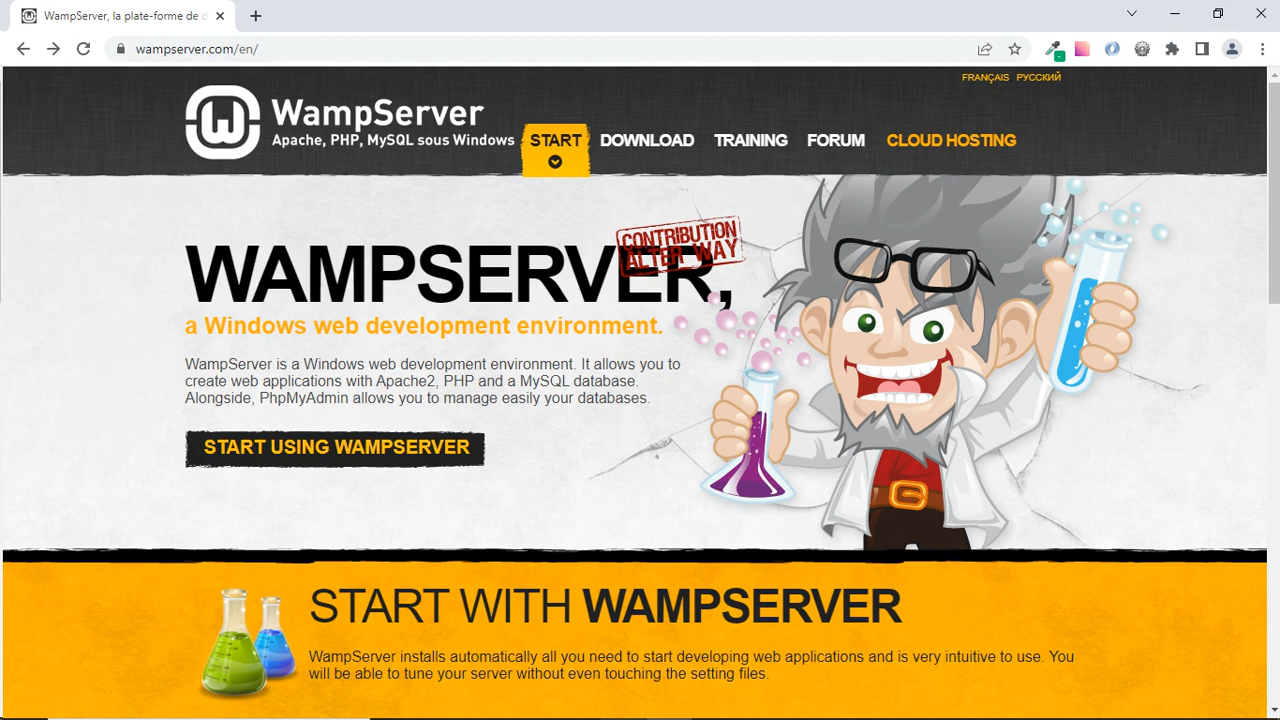 WampServer, la plate-forme de d
wampserver.com/en/
FRANÇAIS РУССКИЙ
WampServer
Apache, PHP, MySQL sous Windows
START DOWNLOAD TRAINING FORUM CLOUD HOSTING
CONTRIBUTION
ALTER WAY
WAMPSERVER,
a Windows web development environment.
WampServer is a Windows web development environment. It allows you to
create web applications with Apache2, PHP and a MySQL database.
Alongside, PhpMyAdmin allows you to manage easily your databases.
START USING WAMPSERVER
START WITH WAMPSERVER
WampServer installs automatically all you need to start developing web applications and is very intuitive to use. You
will be able to tune your server without even touching the setting files.